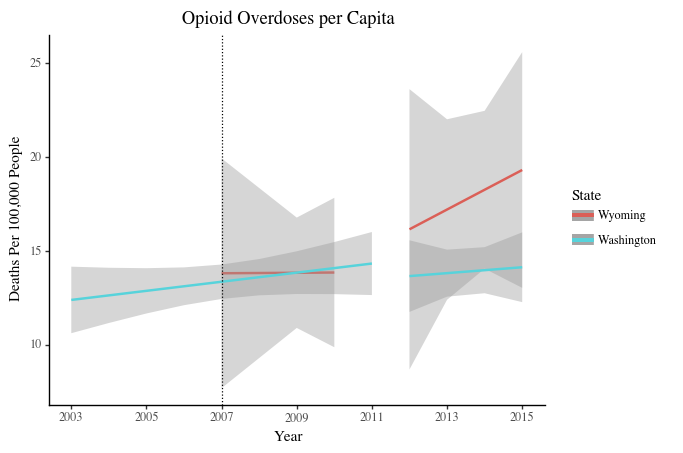 Opioid Overdoses per Capita
Deaths Per 100,000 People
25
20
15
10
2003 2005 2007 2009 2011 2013 2015
Year
State
Wyoming
Washington